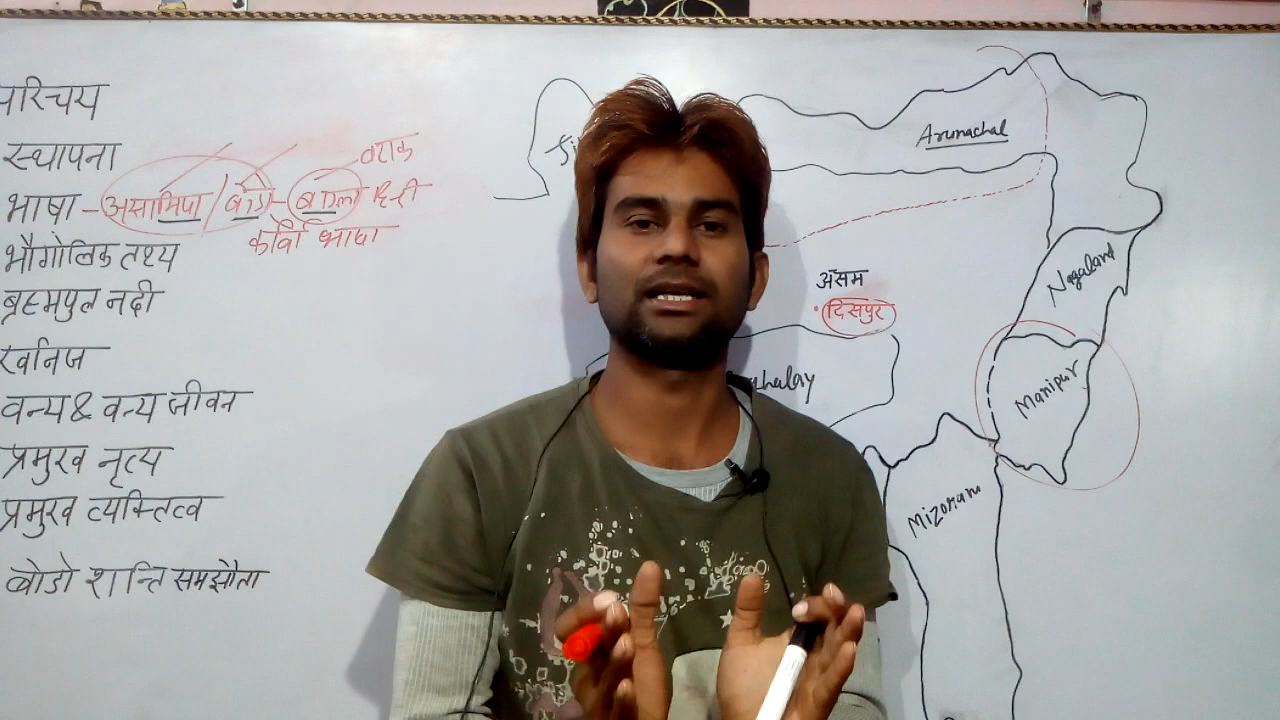 परिचय
स्थापना
भाषा - असामिया / बोडो - बांग्ला हिन्दी
बराक
कार्वी भाषा
भौगोलिक तथ्य
ब्रह्मपुत्र नदी
खनिज
वन्य & वन्य जीवन
प्रमुख नृत्य
प्रमुख व्यक्तित्व
बोडो शान्ति समझौता
Arunachal
Nagaland
असम
दिसपुर
Manipur
Mizoram